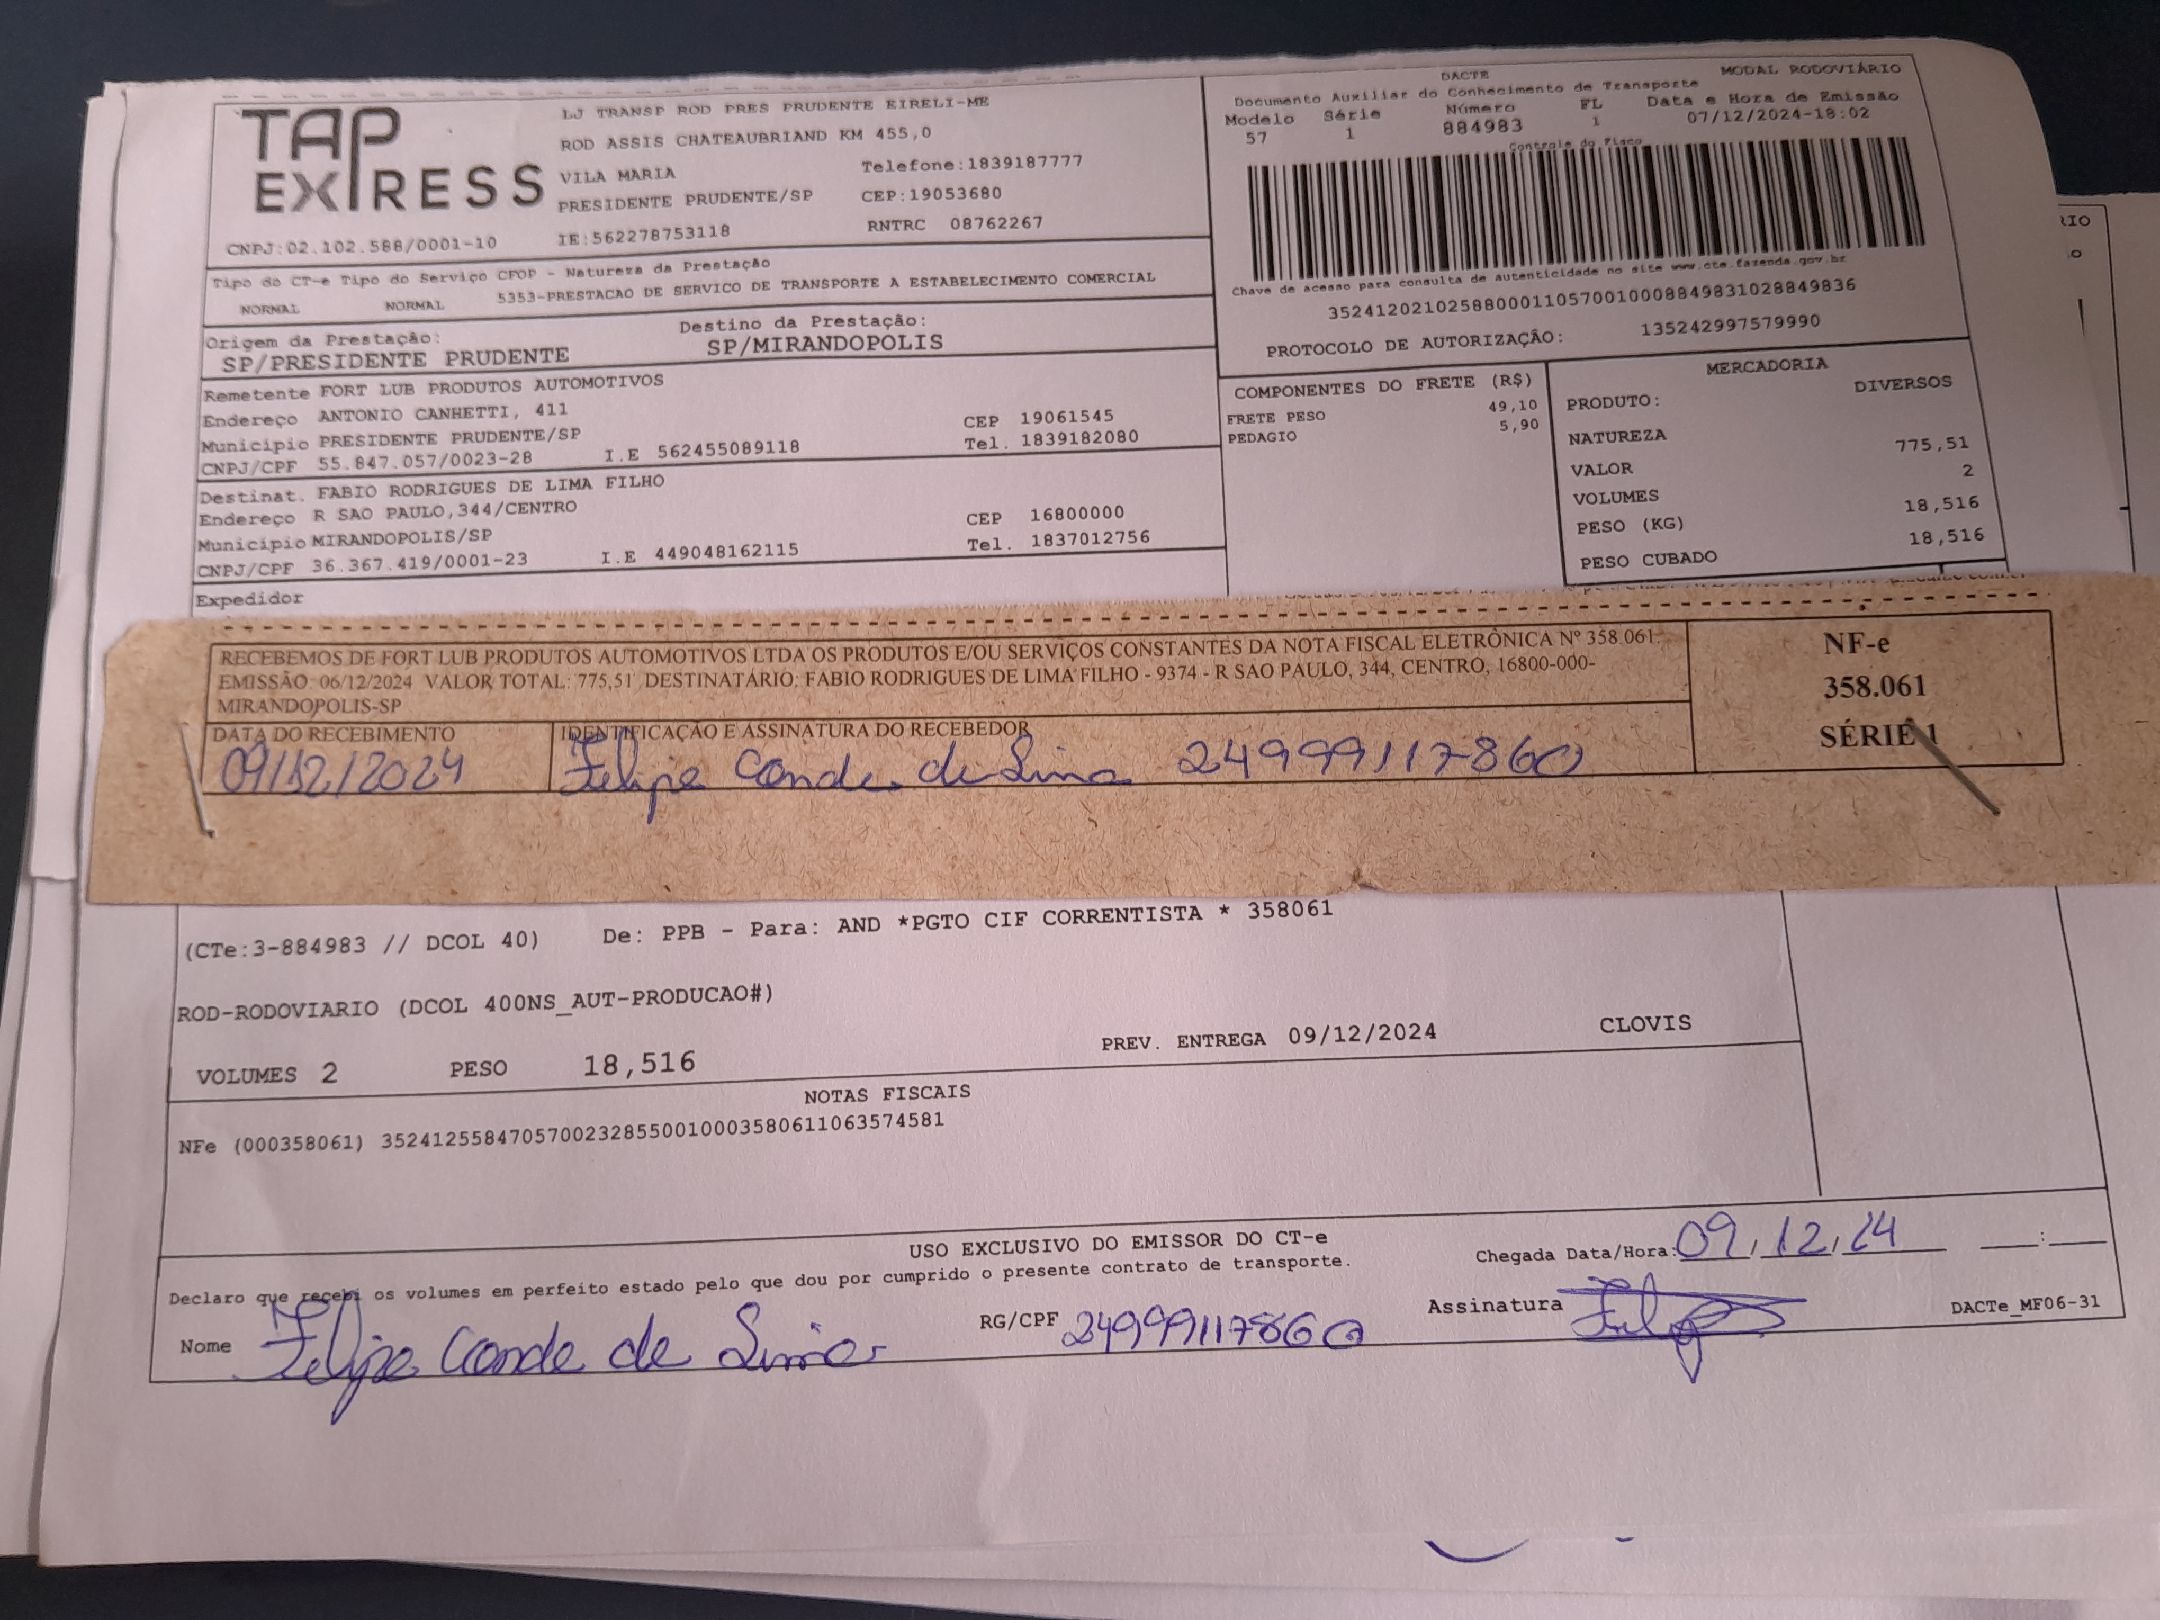 TAP EXPRESS
LJ TRANSP ROD PRES PRUDENTE EIRELI-ME
ROD ASSIS CHATEAUBRIAND KM 455,0
VILA MARIA Telefone:1839187777
PRESIDENTE PRUDENTE/SP CEP:19053680
CNPJ:02.102.588/0001-10 IE:562278753118 RNTRC 08762267
DACTE MODAL RODOVIÁRIO
Documento Auxiliar do Conhecimento de Transporte
Modelo Série Número FL Data e Hora de Emissão
57 1 884983 1 07/12/2024-18:02
Controle do Fisco
Chave de acesso para consulta de autenticidade no site www.cte.fazenda.gov.br
35241202102588000110570010008849831028849836
PROTOCOLO DE AUTORIZAÇÃO: 135242997579990
Tipo do CT-e Tipo do Serviço CFOP - Natureza da Prestação
NORMAL NORMAL 5353-PRESTACAO DE SERVICO DE TRANSPORTE A ESTABELECIMENTO COMERCIAL
Origem da Prestação: Destino da Prestação:
SP/PRESIDENTE PRUDENTE SP/MIRANDOPOLIS
Remetente FORT LUB PRODUTOS AUTOMOTIVOS
Endereço ANTONIO CANHETTI, 411 CEP 19061545
Município PRESIDENTE PRUDENTE/SP Tel. 1839182080
CNPJ/CPF 55.847.057/0023-28 I.E 562455089118
Destinat. FABIO RODRIGUES DE LIMA FILHO
Endereço R SAO PAULO,344/CENTRO CEP 16800000
Município MIRANDOPOLIS/SP Tel. 1837012756
CNPJ/CPF 36.367.419/0001-23 I.E 449048162115
Expedidor
COMPONENTES DO FRETE (R$)
FRETE PESO 49,10
PEDAGIO 5,90
MERCADORIA
PRODUTO: DIVERSOS
NATUREZA
VALOR 775,51
VOLUMES 2
PESO (KG) 18,516
PESO CUBADO 18,516
RECEBEMOS DE FORT LUB PRODUTOS AUTOMOTIVOS LTDA OS PRODUTOS E/OU SERVIÇOS CONSTANTES DA NOTA FISCAL ELETRÔNICA Nº 358.061.
EMISSÃO: 06/12/2024 VALOR TOTAL: 775,51 DESTINATÁRIO: FABIO RODRIGUES DE LIMA FILHO - 9374 - R SAO PAULO, 344, CENTRO, 16800-000-
MIRANDOPOLIS-SP
DATA DO RECEBIMENTO IDENTIFICAÇÃO E ASSINATURA DO RECEBEDOR
09/12/2024 Felipe Conde de Lima 24999117860
NF-e
358.061
SÉRIE 1
(CTe:3-884983 // DCOL 40) De: PPB - Para: AND *PGTO CIF CORRENTISTA * 358061
ROD-RODOVIARIO (DCOL 400NS_AUT-PRODUCAO#)
VOLUMES 2 PESO 18,516 PREV. ENTREGA 09/12/2024 CLOVIS
NOTAS FISCAIS
NFe (000358061) 35241255847057002328550010003580611063574581
USO EXCLUSIVO DO EMISSOR DO CT-e
Declaro que recebi os volumes em perfeito estado pelo que dou por cumprido o presente contrato de transporte.
Chegada Data/Hora: 09/12/24 __:__
Nome Felipe Conde de Lima RG/CPF 24999117860 Assinatura Felipe DACTe_MF06-31